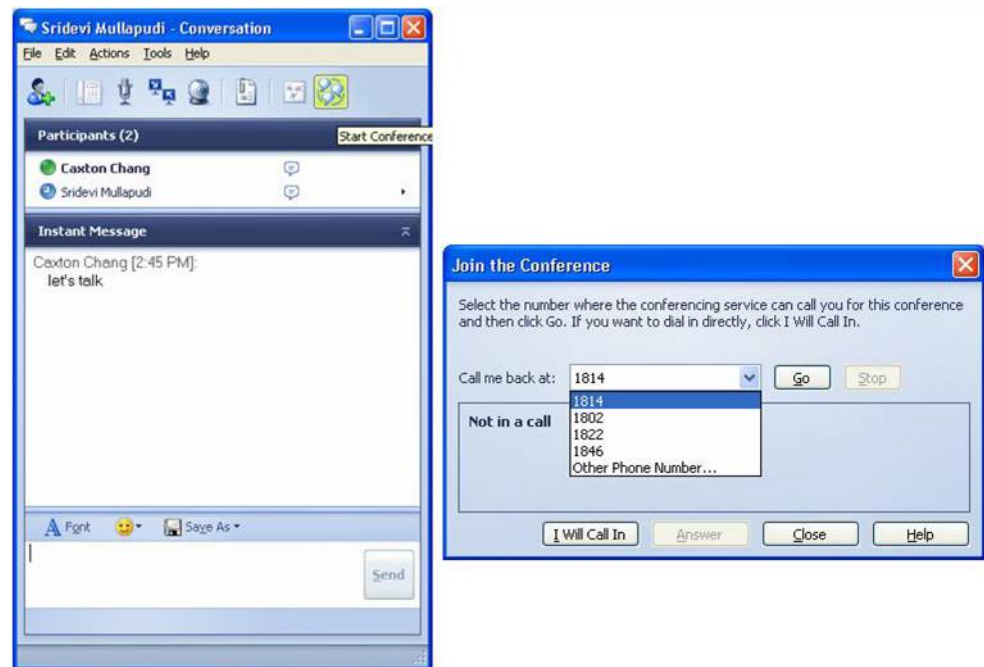 Sridevi Mullapudi - Conversation
File Edit Actions Tools Help
Start Conference
Participants (2)
Caxton Chang
Sridevi Mullapudi
Instant Message
Caxton Chang [2:45 PM]:
let's talk
A Font Save As
Send
Join the Conference
Select the number where the conferencing service can call you for this conference
and then click Go. If you want to dial in directly, click I Will Call In.
Call me back at: 1814 Go Stop
1814
1802
1822
1846
Other Phone Number...
Not in a call
I Will Call In Answer Close Help